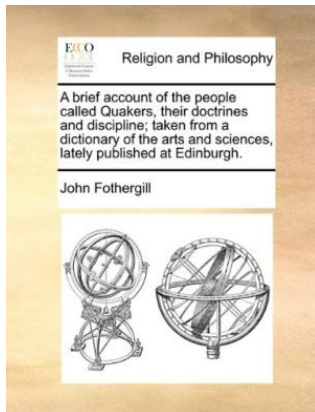 ECCO
Religion and Philosophy
A brief account of the people
called Quakers, their doctrines
and discipline; taken from a
dictionary of the arts and sciences,
lately published at Edinburgh.
John Fothergill